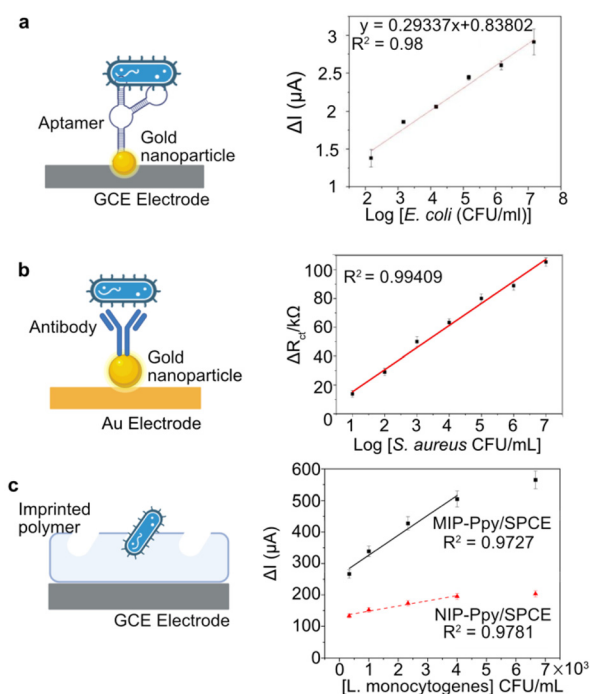 a
Aptamer
Gold
nanoparticle
GCE Electrode
y = 0.29337x+0.83802
R² = 0.98
ΔI (μA)
3
2.5
2
1.5
1
2 3 4 5 6 7 8
Log [E. coli (CFU/ml)]
b
Antibody
Gold
nanoparticle
Au Electrode
R² = 0.99409
ΔRct/kΩ
100
80
60
40
20
0
1 2 3 4 5 6 7
Log [S. aureus CFU/mL]
c
Imprinted
polymer
GCE Electrode
ΔI (μA)
600
500
400
300
200
100
0
MIP-Ppy/SPCE
R² = 0.9727
NIP-Ppy/SPCE
R² = 0.9781
0 1 2 3 4 5 6 7 ×10³
[L. monocytogenes] CFU/mL